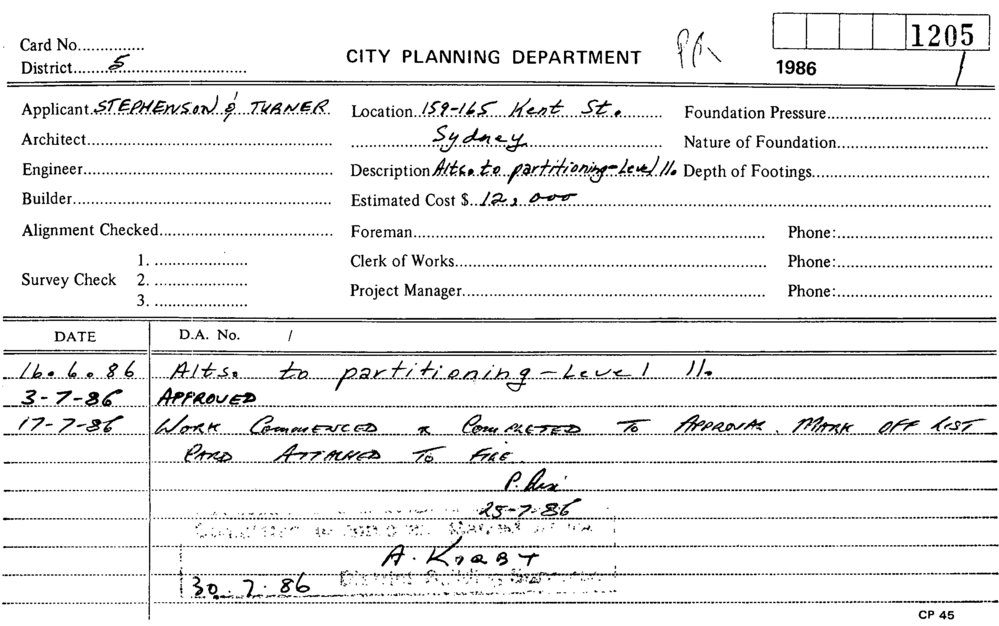 Card No...............
District........5............................
CITY PLANNING DEPARTMENT
1205
1986 /
Applicant STEPHENSON & TURNER
Location 159-165 Kent St.
Foundation Pressure
Architect
Sydney
Nature of Foundation
Engineer
Description Alts. to partitioning - Level 11.
Depth of Footings
Builder
Estimated Cost $ 12,000
Alignment Checked
Foreman
Phone:
Survey Check
1.
2.
3.
Clerk of Works
Phone:
Project Manager
Phone:
DATE D.A. No. /
16.6.86 Alts. to partitioning - Level 11.
3-7-86 APPROVED
17-7-86 WORK COMMENCED & COMPLETED TO APPROVAL. MARK OFF LIST
ATTACHED TO FILE.
P.
25-7-86
A.
District Building
30.7.86
CP 45